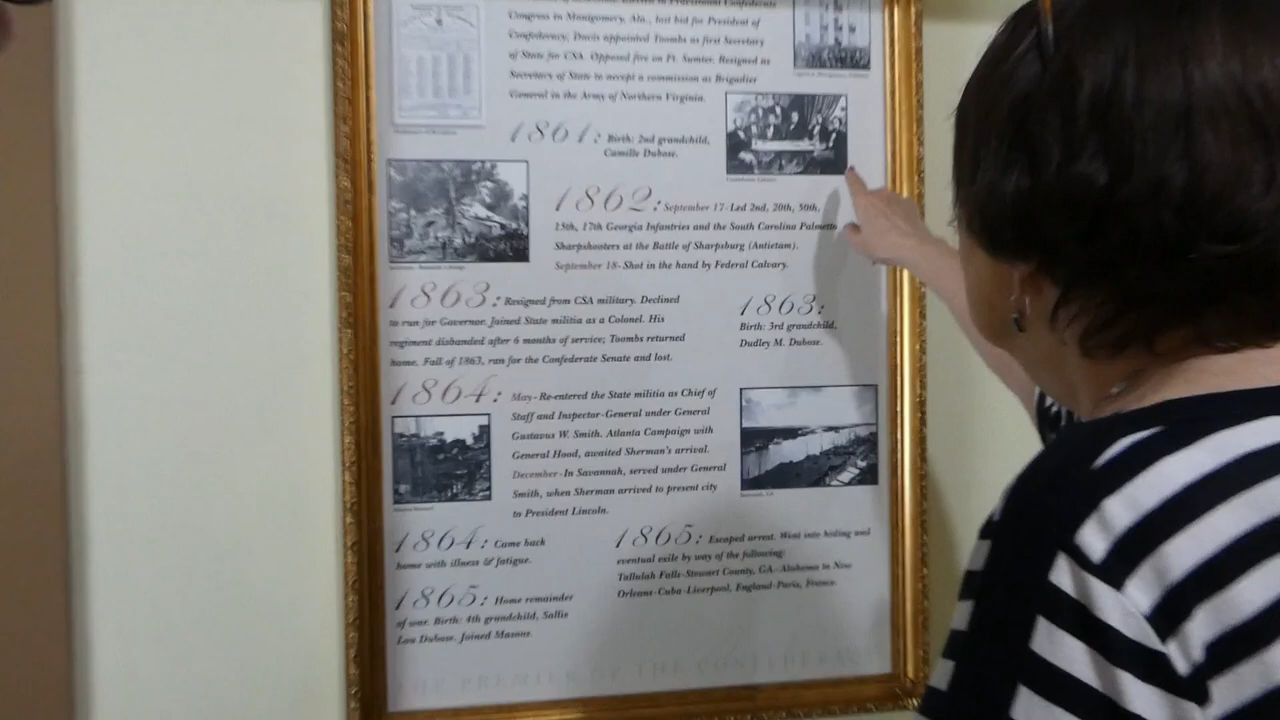 Congress in Montgomery, Ala., lost bid for President of
Confederacy; Davis appointed Toombs as first Secretary
of State for CSA. Opposed fire on Ft. Sumter. Resigned as
Secretary of State to accept a commission as Brigadier
General in the Army of Northern Virginia.
1861: Birth: 2nd grandchild,
Camille Dubose.
1862: September 17-Led 2nd, 20th, 50th,
15th, 17th Georgia Infantries and the South Carolina Palmetto
Sharpshooters at the Battle of Sharpsburg (Antietam).
September 18- Shot in the hand by Federal Calvary.
1863: Resigned from CSA military. Declined
to run for Governor. Joined State militia as a Colonel. His
regiment disbanded after 6 months of service; Toombs returned
home. Fall of 1863, ran for the Confederate Senate and lost.
1863:
Birth: 3rd grandchild,
Dudley M. Dubose.
1864: May-Re-entered the State militia as Chief of
Staff and Inspector-General under General
Gustavus W. Smith. Atlanta Campaign with
General Hood, awaited Sherman's arrival.
December-In Savannah, served under General
Smith, when Sherman arrived to present city
to President Lincoln.
Savannah, GA
1864: Came back
home with illness & fatigue.
1865: Home remainder
of war. Birth: 4th grandchild, Sallie
Lou Dubose. Joined Masons.
1865: Escaped arrest. Went into hiding and
eventual exile by way of the following:
Tallulah Falls-Stewart County, GA-Alabama to New
Orleans-Cuba-Liverpool, England-Paris, France.
THE PREMIER OF THE CONFEDERACY